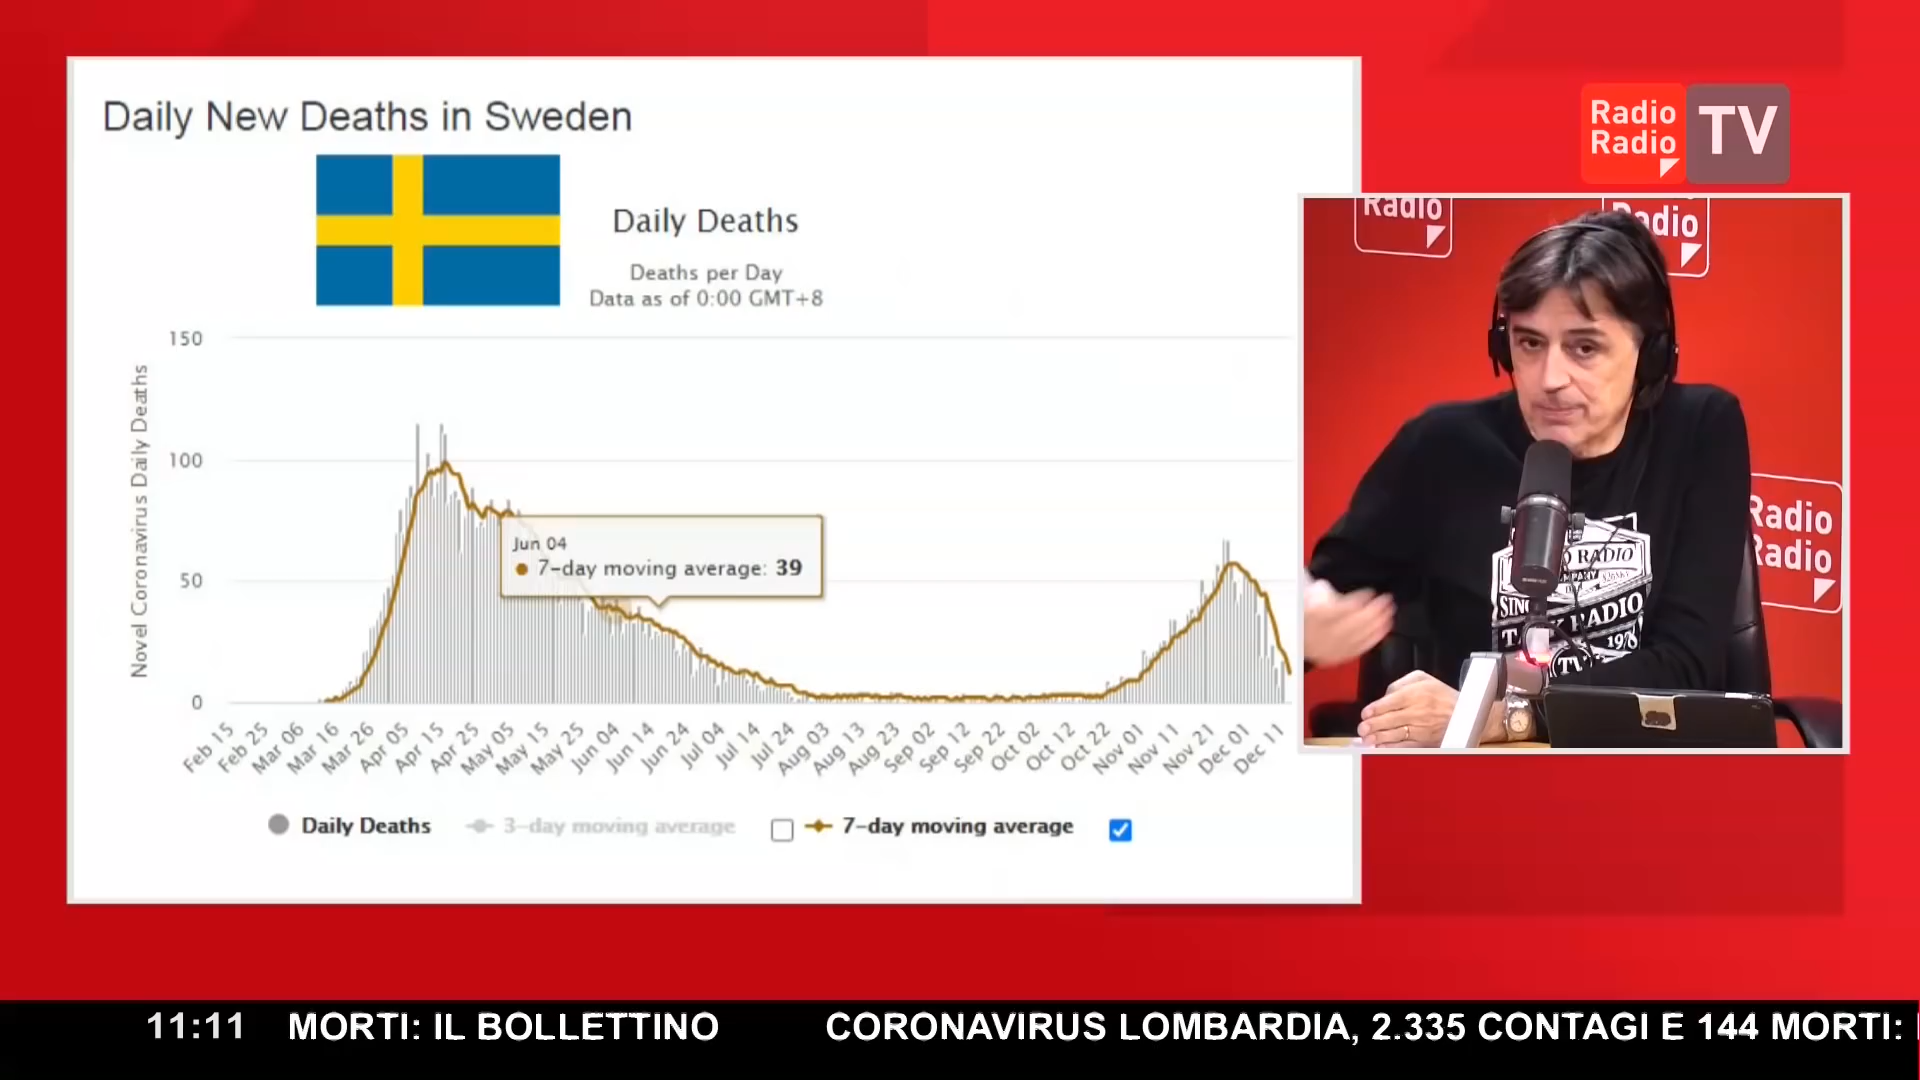 Daily New Deaths in Sweden
Daily Deaths
Deaths per Day
Data as of 0:00 GMT+8
Novel Coronavirus Daily Deaths
150
100
50
0
Jun 04
7-day moving average: 39
Feb 15
Feb 25
Mar 06
Mar 16
Mar 26
Apr 05
Apr 15
Apr 25
May 05
May 15
May 25
Jun 04
Jun 14
Jun 24
Jul 04
Jul 14
Jul 24
Aug 03
Aug 13
Aug 23
Sep 02
Sep 12
Sep 22
Oct 02
Oct 12
Oct 22
Nov 01
Nov 11
Nov 21
Dec 01
Dec 11
Daily Deaths
3-day moving average
7-day moving average
Radio
Radio
TV
Radio
adio
Radio
Radio
RADIO
RADIO
1978
11:11
MORTI: IL BOLLETTINO
CORONAVIRUS LOMBARDIA, 2.335 CONTAGI E 144 MORTI: